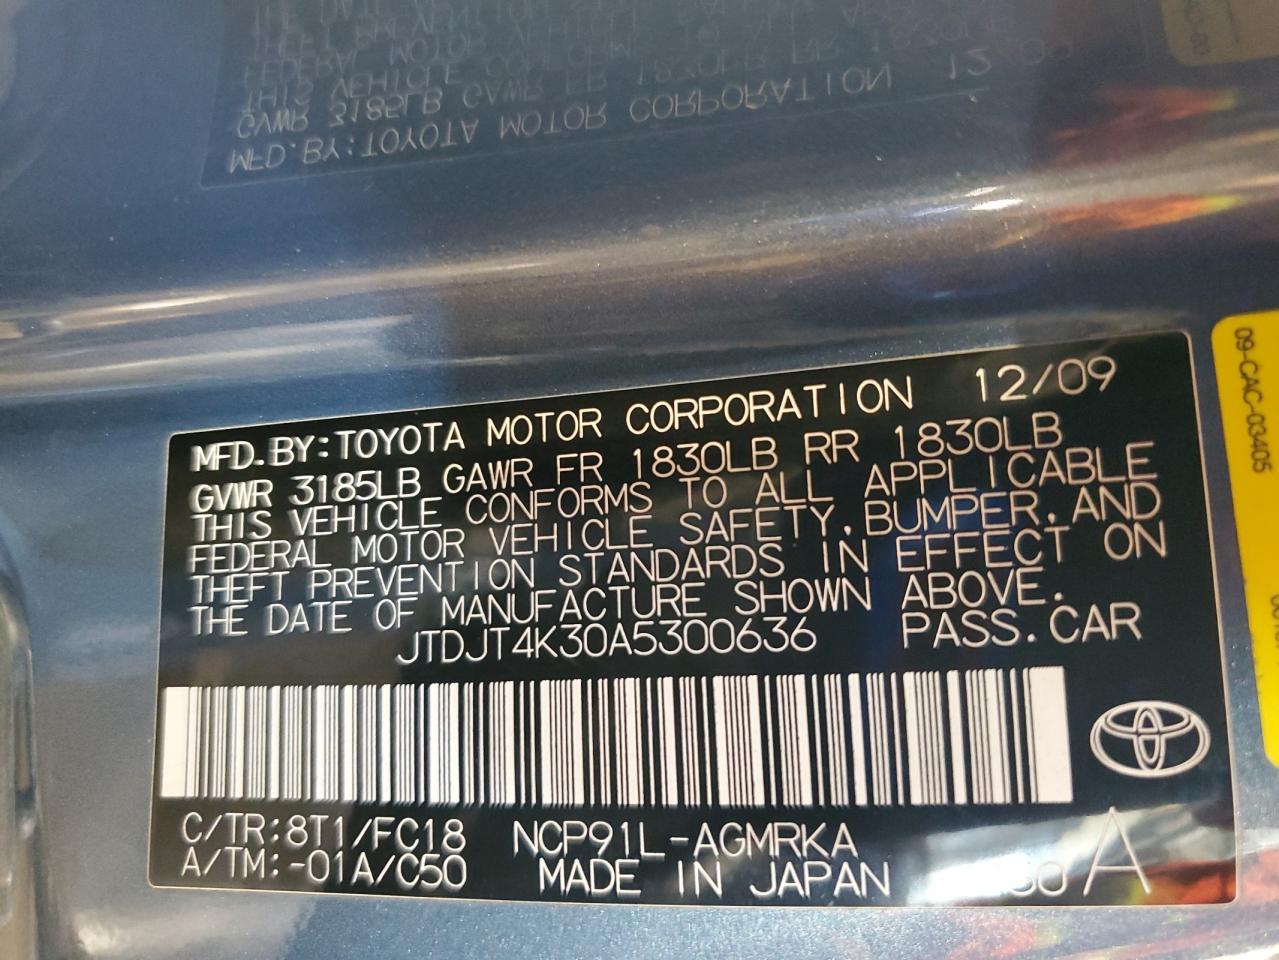 MFD.BY:TOYOTA MOTOR CORPORATION 12/09
GVWR 3185LB GAWR FR 1830LB RR 1830LB
THIS VEHICLE CONFORMS TO ALL APPLICABLE
FEDERAL MOTOR VEHICLE SAFETY, BUMPER, AND
THEFT PREVENTION STANDARDS IN EFFECT ON
THE DATE OF MANUFACTURE SHOWN ABOVE.
JTDJT4K30A5300636 PASS.CAR
C/TR:8T1/FC18 NCP91L-AGMRKA
A/TM:-01A/C50 MADE IN JAPAN A
09-CAC-03405